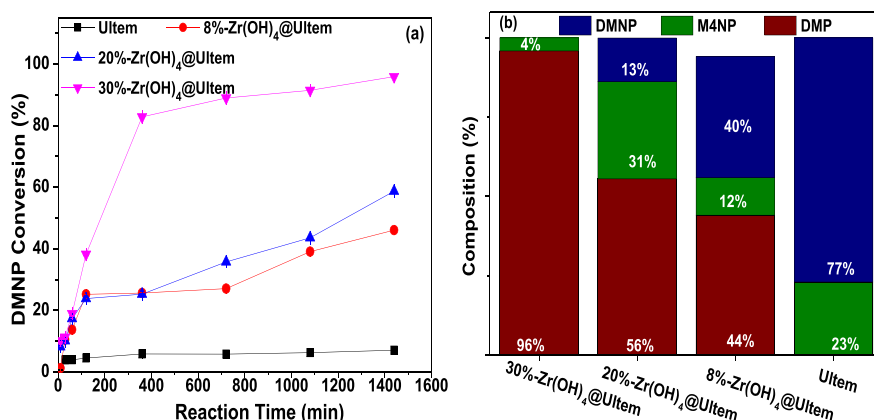 Ultem
8%-Zr(OH)4@Ultem
20%-Zr(OH)4@Ultem
30%-Zr(OH)4@Ultem
(a)
DMNP Conversion (%)
100
80
60
40
20
0
0 200 400 600 800 1000 1200 1400 1600
Reaction Time (min)
(b)
DMNP M4NP DMP
Composition (%)
4%
96%
13%
31%
56%
40%
12%
44%
77%
23%
30%-Zr(OH)4@Ultem
20%-Zr(OH)4@Ultem
8%-Zr(OH)4@Ultem
Ultem